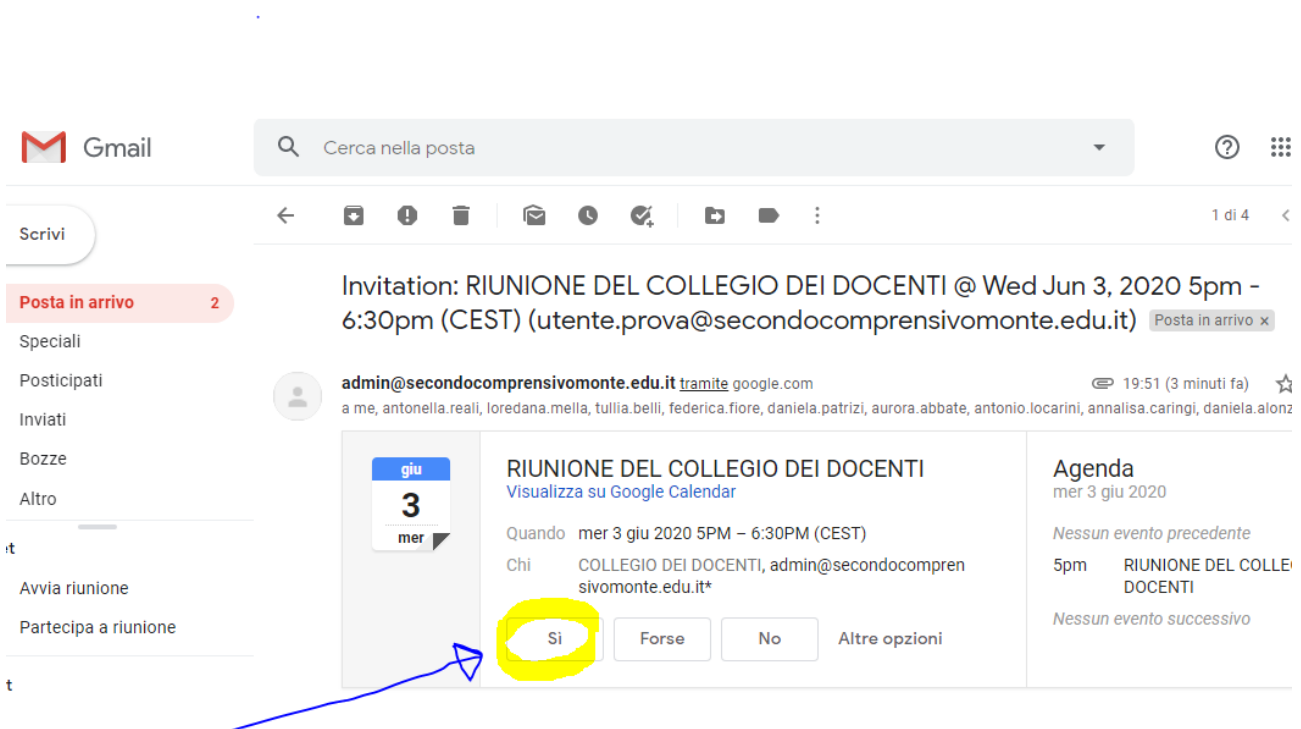 Gmail
Cerca nella posta
Scrivi
1 di 4
Posta in arrivo 2
Speciali
Posticipati
Inviati
Bozze
Altro
et
Avvia riunione
Partecipa a riunione
t
Invitation: RIUNIONE DEL COLLEGIO DEI DOCENTI @ Wed Jun 3, 2020 5pm -
6:30pm (CEST) (utente.prova@secondocomprensivomonte.edu.it) Posta in arrivo x
admin@secondocomprensivomonte.edu.it tramite google.com 19:51 (3 minuti fa)
a me, antonella.reali, loredana.mella, tullia.belli, federica.fiore, daniela.patrizi, aurora.abbate, antonio.locarini, annalisa.caringi, daniela.alonz
giu
3
mer
RIUNIONE DEL COLLEGIO DEI DOCENTI
Visualizza su Google Calendar
Quando mer 3 giu 2020 5PM – 6:30PM (CEST)
Chi COLLEGIO DEI DOCENTI, admin@secondocompren
sivomonte.edu.it*
Sì Forse No Altre opzioni
Agenda
mer 3 giu 2020
Nessun evento precedente
5pm RIUNIONE DEL COLLE
DOCENTI
Nessun evento successivo